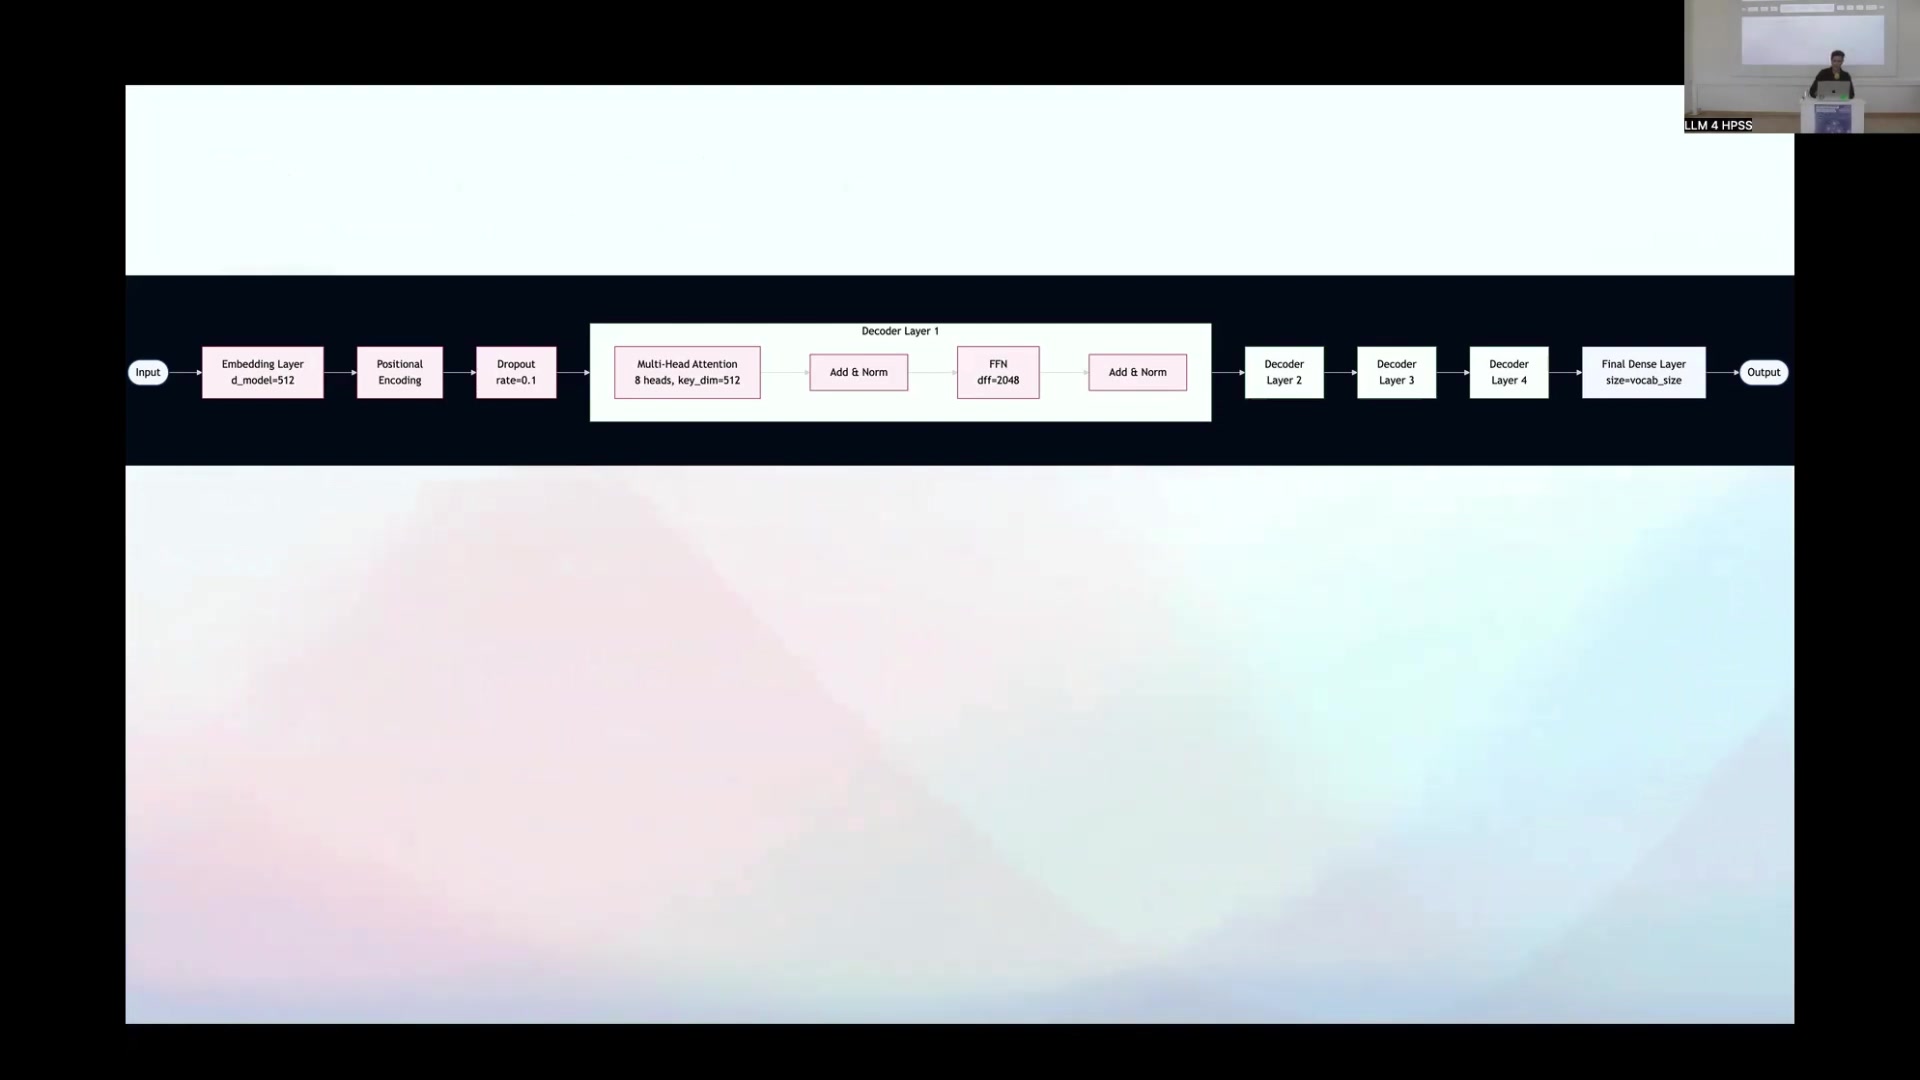 LLM 4 HPSS
Decoder Layer 1
Input
Embedding Layer
d_model=512
Positional
Encoding
Dropout
rate=0.1
Multi-Head Attention
8 heads, key_dim=512
Add & Norm
FFN
dff=2048
Add & Norm
Decoder
Layer 2
Decoder
Layer 3
Decoder
Layer 4
Final Dense Layer
size=vocab_size
Output